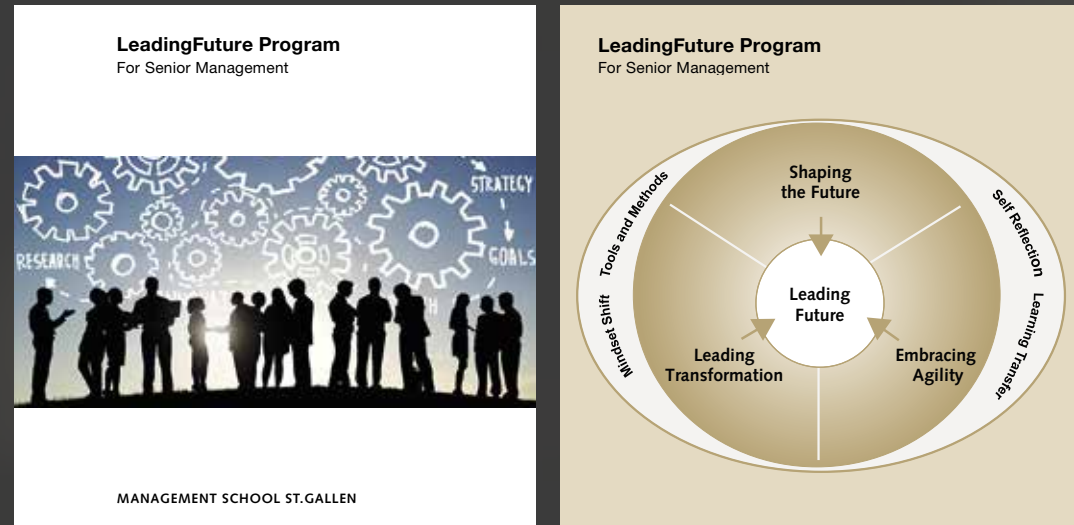 LeadingFuture Program
For Senior Management
STRATEGY
RESEARCH
GOALS
MANAGEMENT SCHOOL ST.GALLEN
LeadingFuture Program
For Senior Management
Shaping
the Future
Tools and Methods
Self Reflection
Leading
Future
Mindset Shift
Learning Transfer
Leading
Transformation
Embracing
Agility